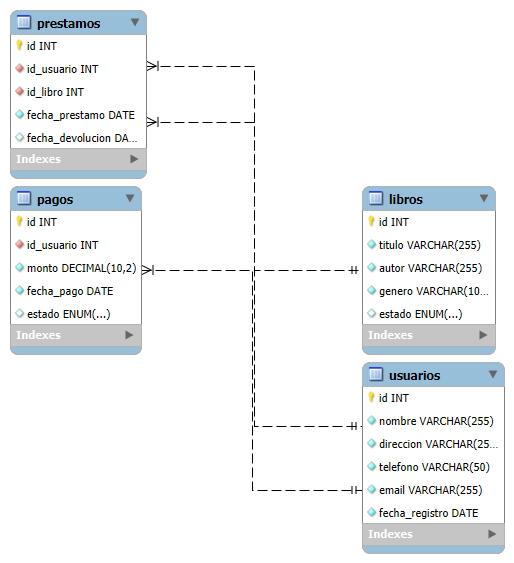 prestamos
id INT
id_usuario INT
id_libro INT
fecha_prestamo DATE
fecha_devolucion DA...
Indexes
pagos
id INT
id_usuario INT
monto DECIMAL(10,2)
fecha_pago DATE
estado ENUM(...)
Indexes
libros
id INT
titulo VARCHAR(255)
autor VARCHAR(255)
genero VARCHAR(10...
estado ENUM(...)
Indexes
usuarios
id INT
nombre VARCHAR(255)
direccion VARCHAR(25...
telefono VARCHAR(50)
email VARCHAR(255)
fecha_registro DATE
Indexes